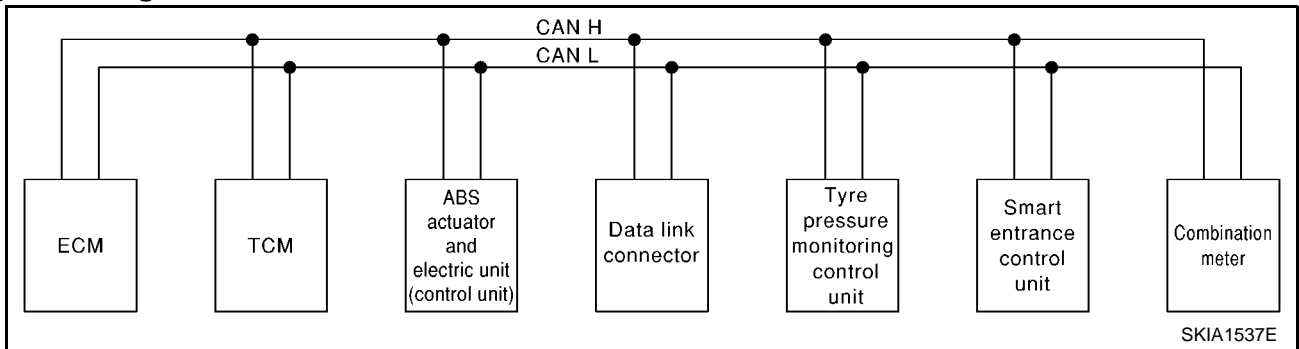 CAN H
CAN L
ECM
TCM
ABS
actuator
and
electric unit
(control unit)
Data link
connector
Tyre
pressure
monitoring
control
unit
Smart
entrance
control
unit
Combination
meter
SKIA1537E